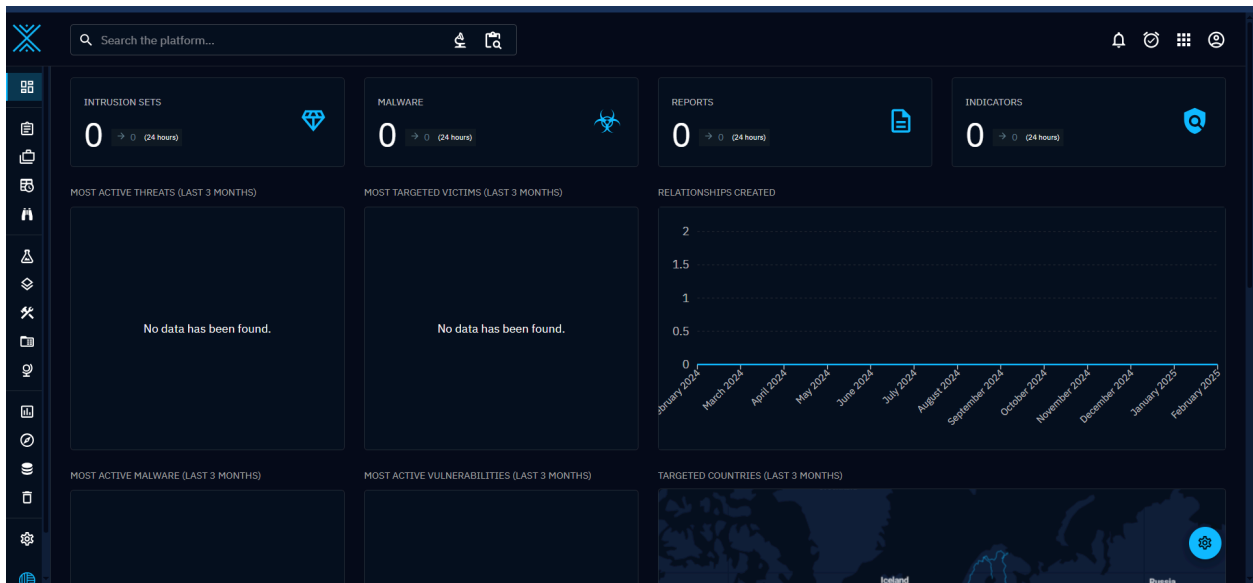 Search the platform...
INTRUSION SETS
0 → 0 (24 hours)
MALWARE
0 → 0 (24 hours)
REPORTS
0 → 0 (24 hours)
INDICATORS
0 → 0 (24 hours)
MOST ACTIVE THREATS (LAST 3 MONTHS)
No data has been found.
MOST TARGETED VICTIMS (LAST 3 MONTHS)
No data has been found.
RELATIONSHIPS CREATED
2
1.5
1
0.5
0
March 2024
April 2024
May 2024
June 2024
July 2024
August 2024
September 2024
October 2024
November 2024
December 2024
January 2025
February 2025
MOST ACTIVE MALWARE (LAST 3 MONTHS)
MOST ACTIVE VULNERABILITIES (LAST 3 MONTHS)
TARGETED COUNTRIES (LAST 3 MONTHS)
Iceland
Russia